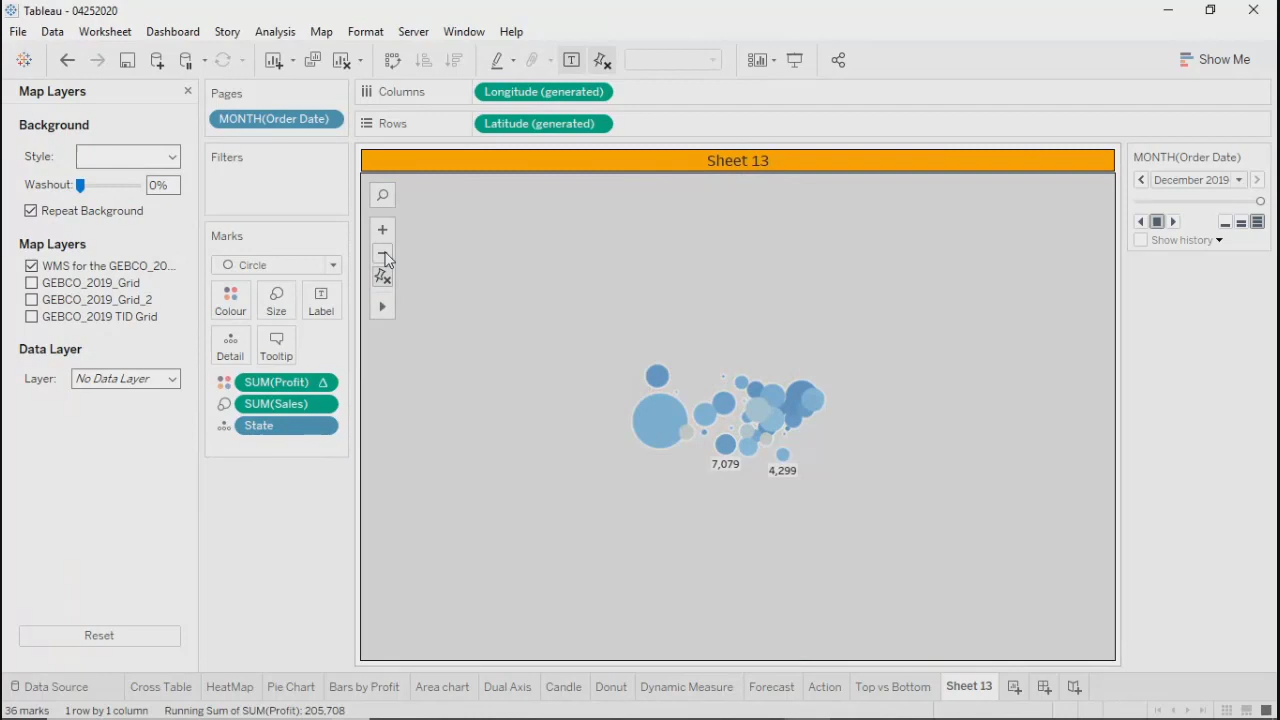 Tableau - 04252020
File Data Worksheet Dashboard Story Analysis Map Format Server Window Help
Show Me
Map Layers
Background
Style:
Washout: 0%
Repeat Background
Map Layers
WMS for the GEBCO_20...
GEBCO_2019_Grid
GEBCO_2019_Grid_2
GEBCO_2019 TID Grid
Data Layer
Layer: No Data Layer
Reset
Pages
MONTH(Order Date)
Filters
Marks
Circle
Colour Size Label
Detail Tooltip
SUM(Profit)
SUM(Sales)
State
Columns Longitude (generated)
Rows Latitude (generated)
Sheet 13
7,079
4,299
MONTH(Order Date)
December 2019
Show history
Data Source Cross Table HeatMap Pie Chart Bars by Profit Area chart Dual Axis Candle Donut Dynamic Measure Forecast Action Top vs Bottom Sheet 13
36 marks 1 row by 1 column Running Sum of SUM(Profit): 205,708